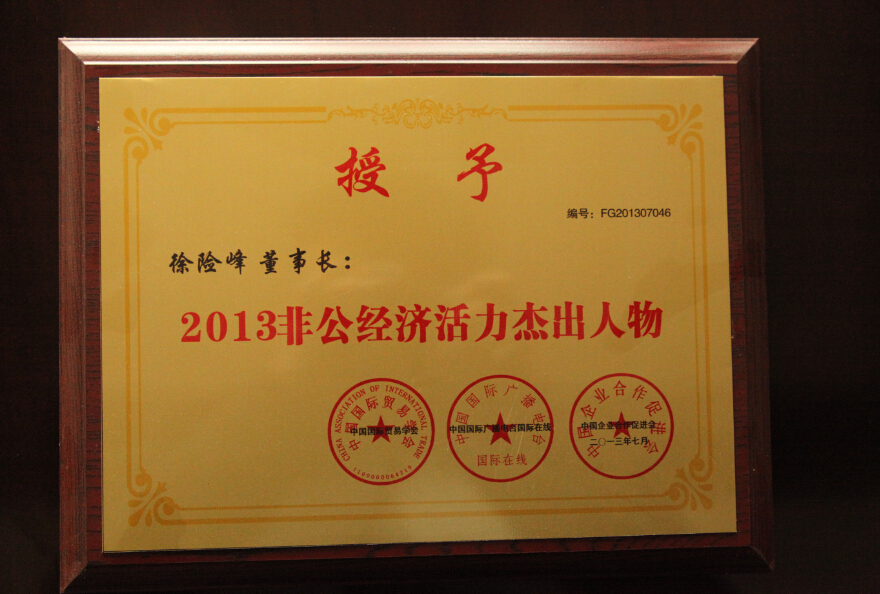 授 予
编号：FG201307046
徐险峰 董事长：
2013非公经济活力杰出人物
CHINA ASSOCIATION OF INTERNATIONAL TRADE
中国国际贸易学会
中国国际贸易学会
中国国际广播电台
中国国际广播电台国际在线
国际在线
中国企业合作促进会
中国企业合作促进会
二〇一三年七月